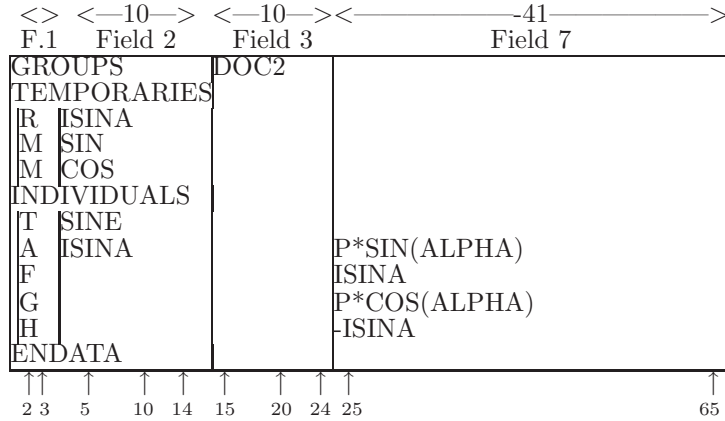 <> <—10—> <—10—><—————————-41—————————>
F.1 Field 2 Field 3 Field 7
GROUPS DOC2
TEMPORARIES
R ISINA
M SIN
M COS
INDIVIDUALS
T SINE
A ISINA P*SIN(ALPHA)
F ISINA
G P*COS(ALPHA)
H -ISINA
ENDATA
↑↑ ↑ ↑ ↑ ↑ ↑ ↑ ↑ ↑
2 3 5 10 14 15 20 24 25 65